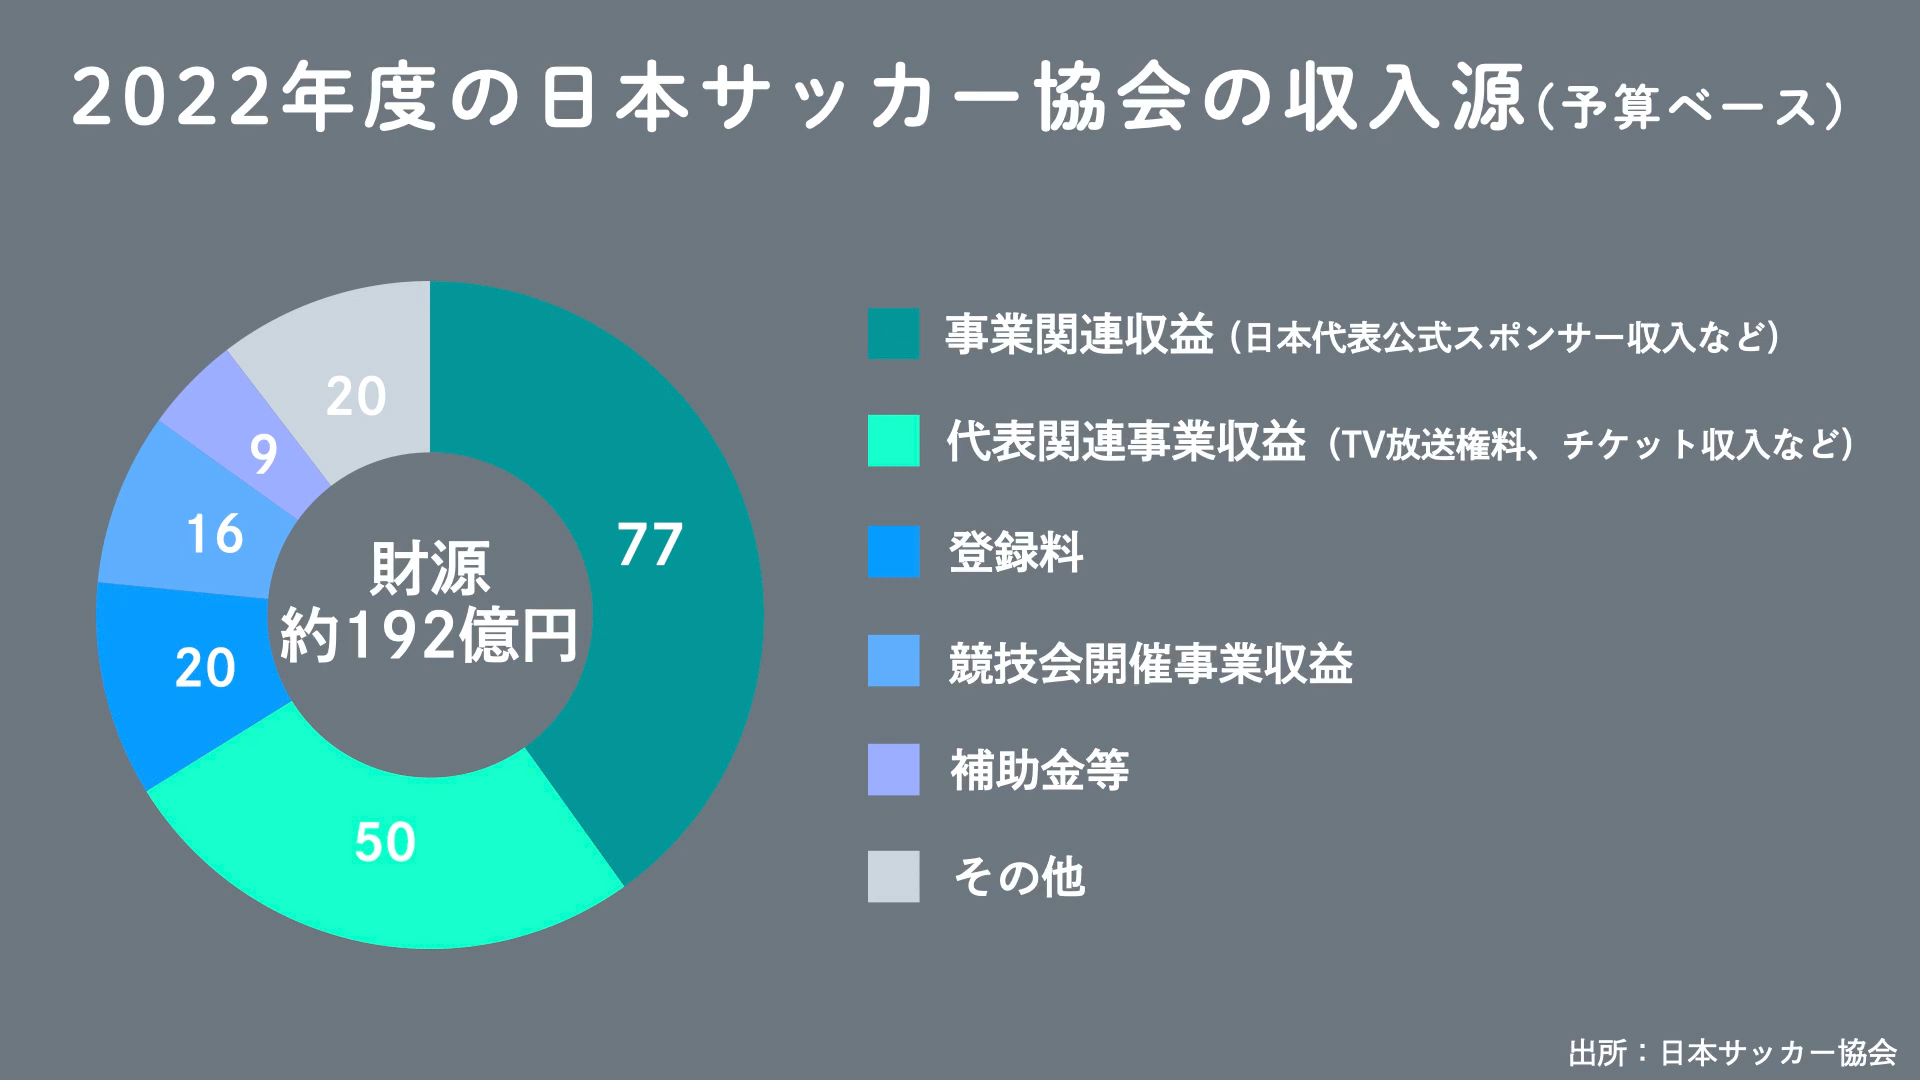 2022年度の日本サッカー協会の収入源(予算ベース)
77
50
20
16
9
20
財源
約192億円
事業関連収益(日本代表公式スポンサー収入など)
代表関連事業収益(TV放送権料、チケット収入など)
登録料
競技会開催事業収益
補助金等
その他
出所:日本サッカー協会